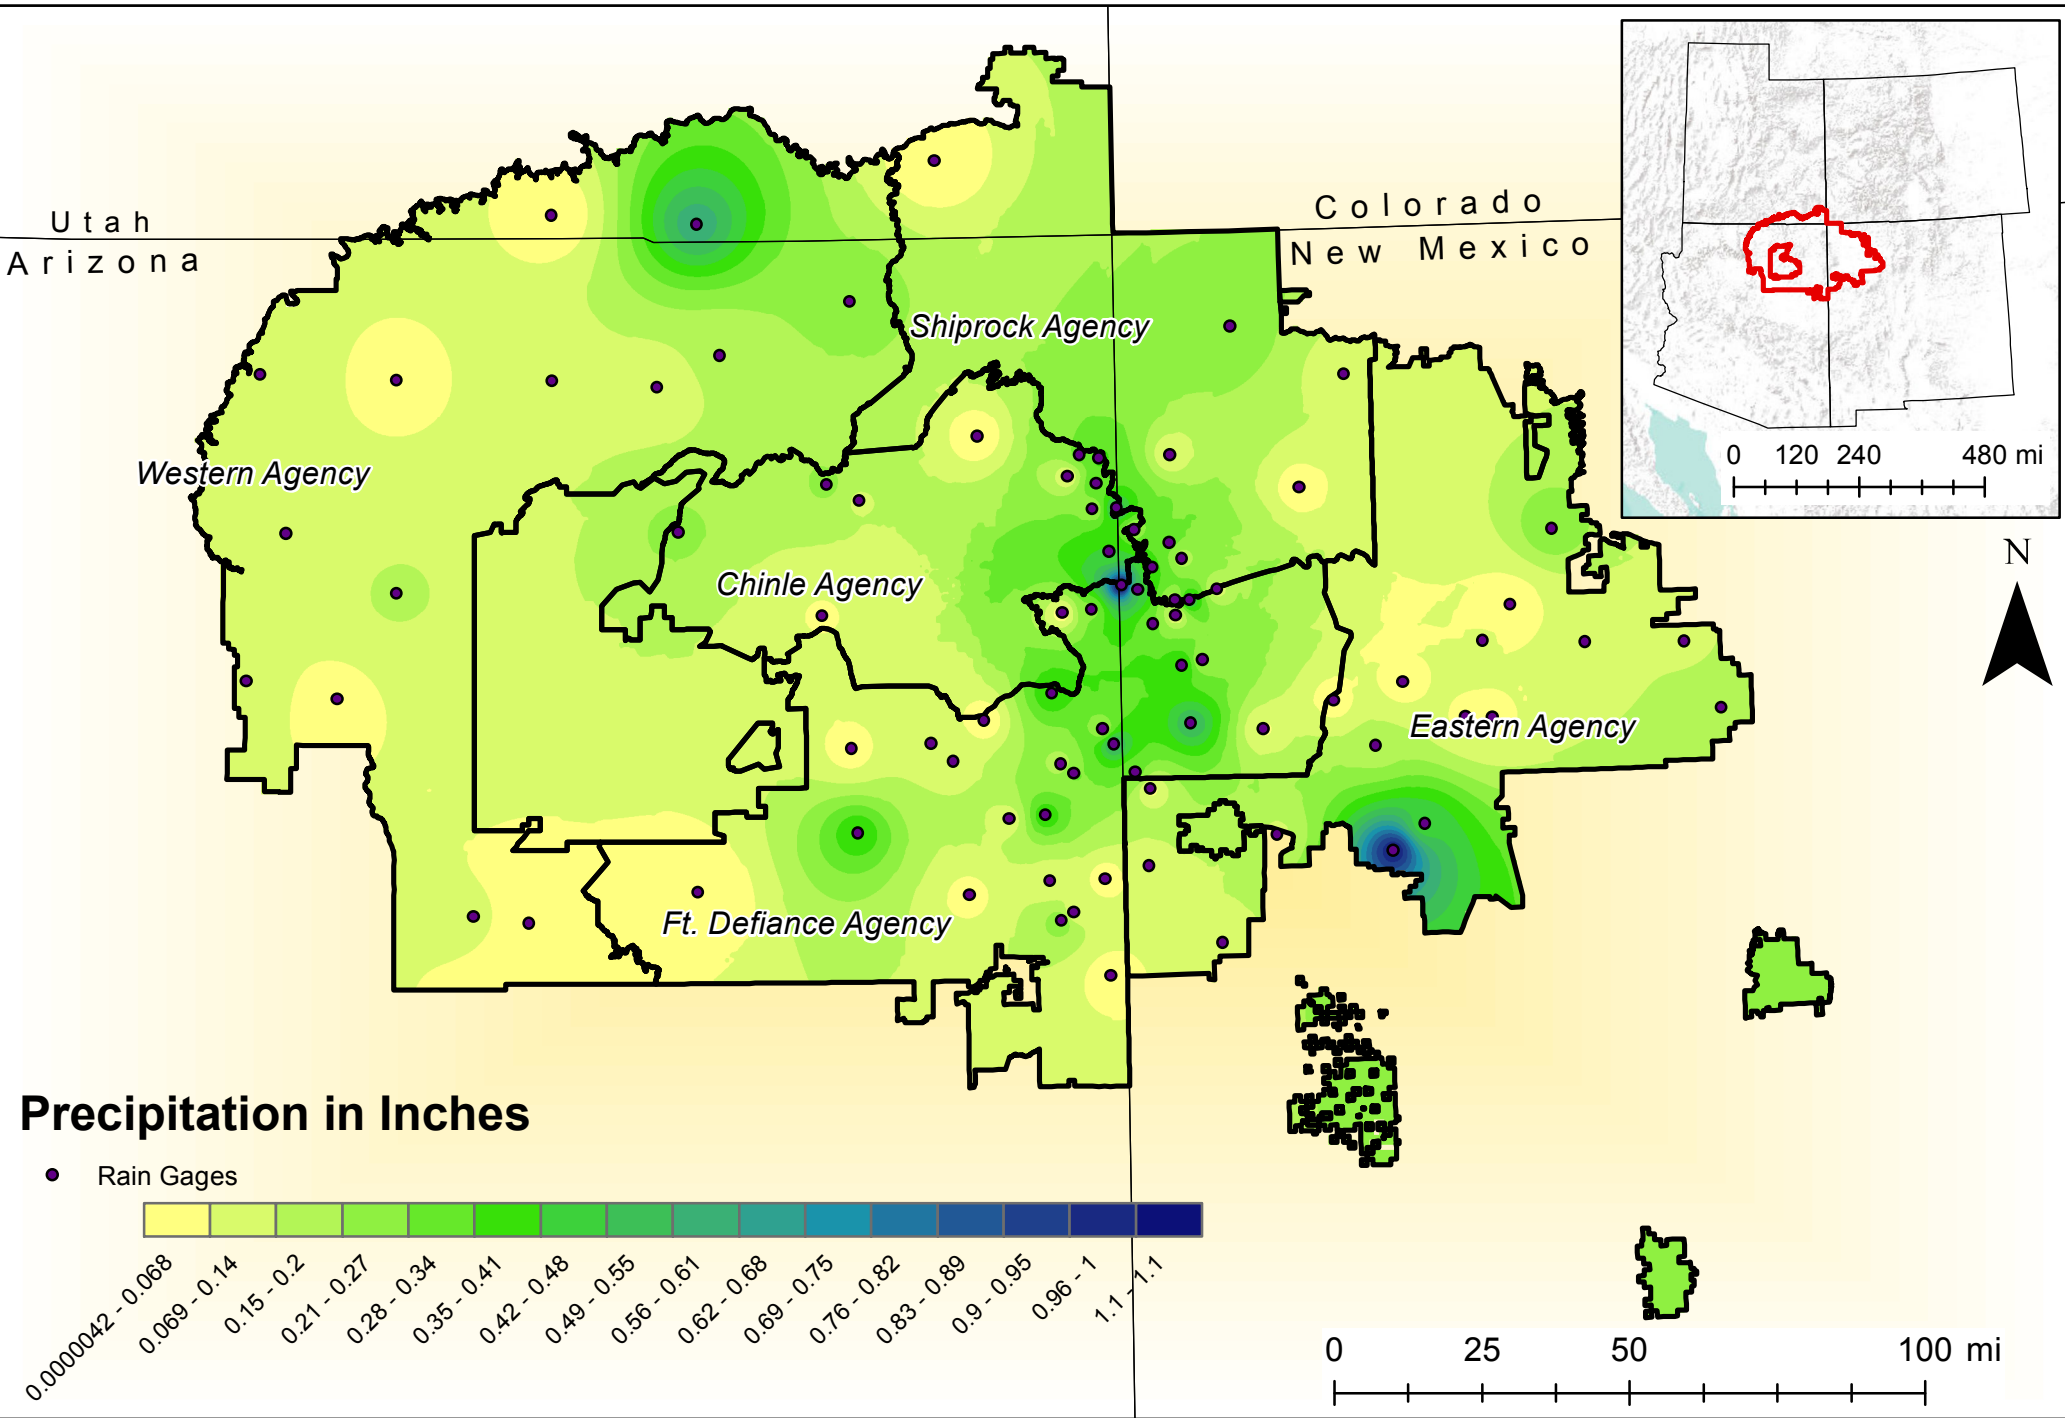 Utah
Arizona
Colorado
New Mexico
0 120 240 480 mi
N
Shiprock Agency
Western Agency
Chinle Agency
Eastern Agency
Ft. Defiance Agency
Precipitation in Inches
Rain Gages
0.0000042 - 0.068
0.069 - 0.14
0.15 - 0.2
0.21 - 0.27
0.28 - 0.34
0.35 - 0.41
0.42 - 0.48
0.49 - 0.55
0.56 - 0.61
0.62 - 0.68
0.69 - 0.75
0.76 - 0.82
0.83 - 0.89
0.9 - 0.95
0.96 - 1
1.1 - 1.1
0 25 50 100 mi